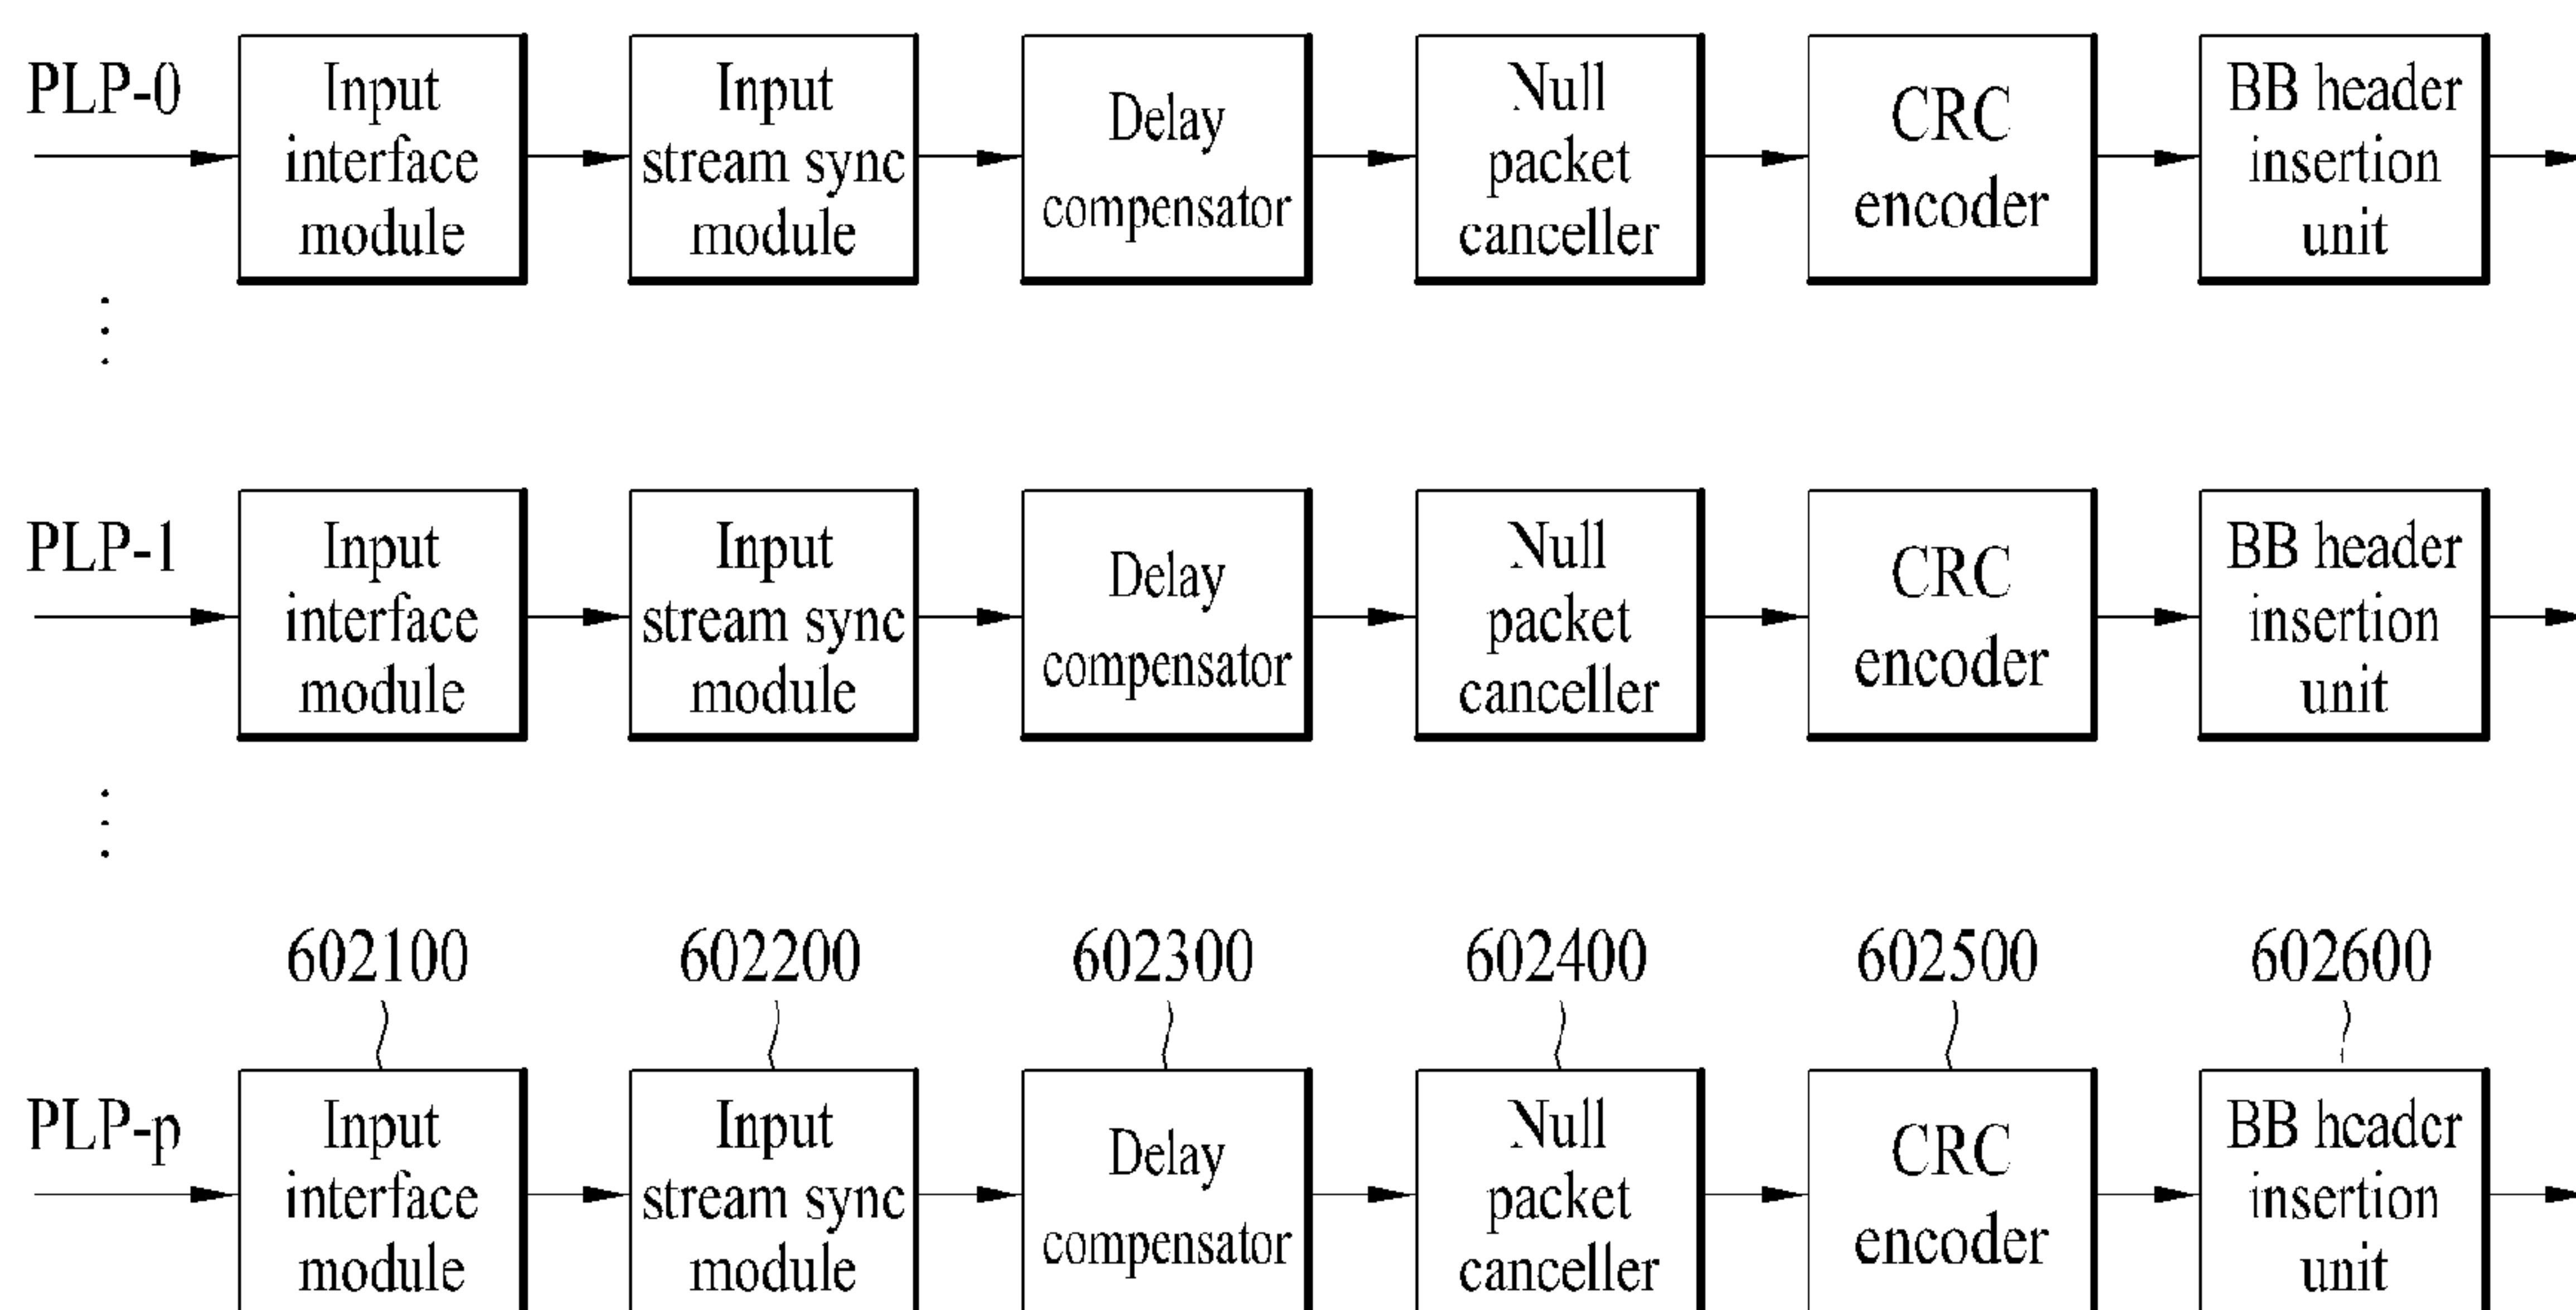 PLP-0
Input
interface
module
Input
stream sync
module
Delay
compensator
Null
packet
canceller
CRC
encoder
BB header
insertion
unit
PLP-1
Input
interface
module
Input
stream sync
module
Delay
compensator
Null
packet
canceller
CRC
encoder
BB header
insertion
unit
602100
602200
602300
602400
602500
602600
PLP-p
Input
interface
module
Input
stream sync
module
Delay
compensator
Null
packet
canceller
CRC
encoder
BB header
insertion
unit